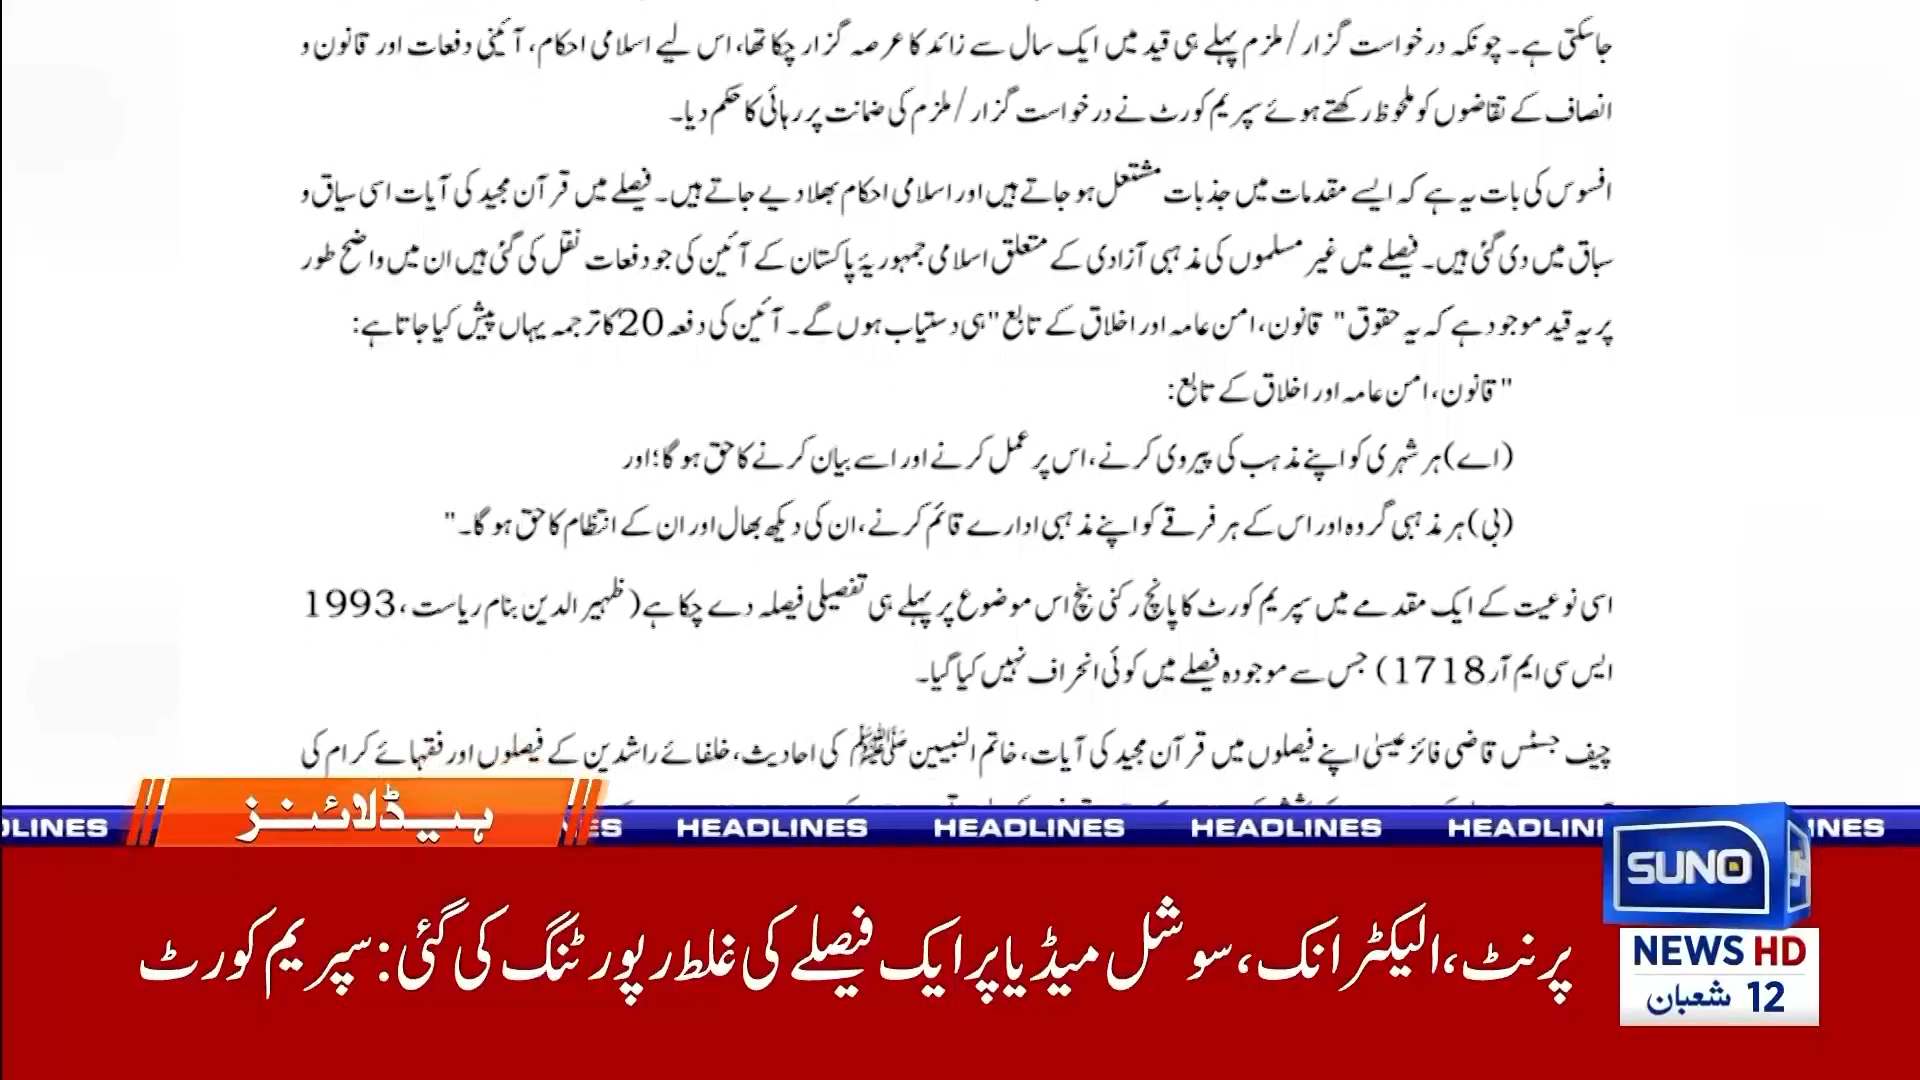 جاسکتی ہے۔ چونکہ درخواست گزار/ملزم پہلے ہی قید میں ایک سال سے زائد کا عرصہ گزار چکا تھا، اس لیے اسلامی احکام، آئینی دفعات اور قانون و
انصاف کے تقاضوں کو ملحوظ رکھتے ہوئے سپریم کورٹ نے درخواست گزار/ملزم کی ضمانت پر رہائی کا حکم دیا۔
افسوس کی بات یہ ہے کہ ایسے مقدمات میں جذبات مشتعل ہو جاتے ہیں اور اسلامی احکام بھلا دیے جاتے ہیں۔ فیصلے میں قرآن مجید کی آیات اسی سیاق و
سباق میں دی گئی ہیں۔ فیصلے میں غیر مسلموں کی مذہبی آزادی کے متعلق اسلامی جمہوریۂ پاکستان کے آئین کی جو دفعات نقل کی گئی ہیں ان میں واضح طور
پر یہ قید موجود ہے کہ یہ حقوق " قانون، امن عامہ اور اخلاق کے تابع" ہی دستیاب ہوں گے۔ آئین کی دفعہ 20 کا ترجمہ یہاں پیش کیا جاتا ہے:
" قانون، امن عامہ اور اخلاق کے تابع:
(اے) ہر شہری کو اپنے مذہب کی پیروی کرنے، اس پر عمل کرنے اور اسے بیان کرنے کا حق ہو گا؛ اور
(بی) ہر مذہبی گروہ اور اس کے ہر فرقے کو اپنے مذہبی ادارے قائم کرنے، ان کی دیکھ بھال اور ان کے انتظام کا حق ہو گا۔"
اسی نوعیت کے ایک مقدمے میں سپریم کورٹ کا پانچ رکنی بنچ اس موضوع پر پہلے ہی تفصیلی فیصلہ دے چکا ہے (ظہیر الدین بنام ریاست، 1993
ایس سی ایم آر 1718) جس سے موجودہ فیصلے میں کوئی انحراف نہیں کیا گیا۔
چیف جسٹس قاضی فائز عیسیٰ اپنے فیصلوں میں قرآن مجید کی آیات، خاتم النبیین ﷺ کی احادیث، خلفائے راشدین کے فیصلوں اور فقہائے کرام کی
ہیڈلائنز
DLINES ES HEADLINES HEADLINES HEADLINES HEADLIN INES
SUNO
NEWS HD
12 شعبان
پرنٹ، الیکٹرانک، سوشل میڈیا پر ایک فیصلے کی غلط رپورٹنگ کی گئی: سپریم کورٹ